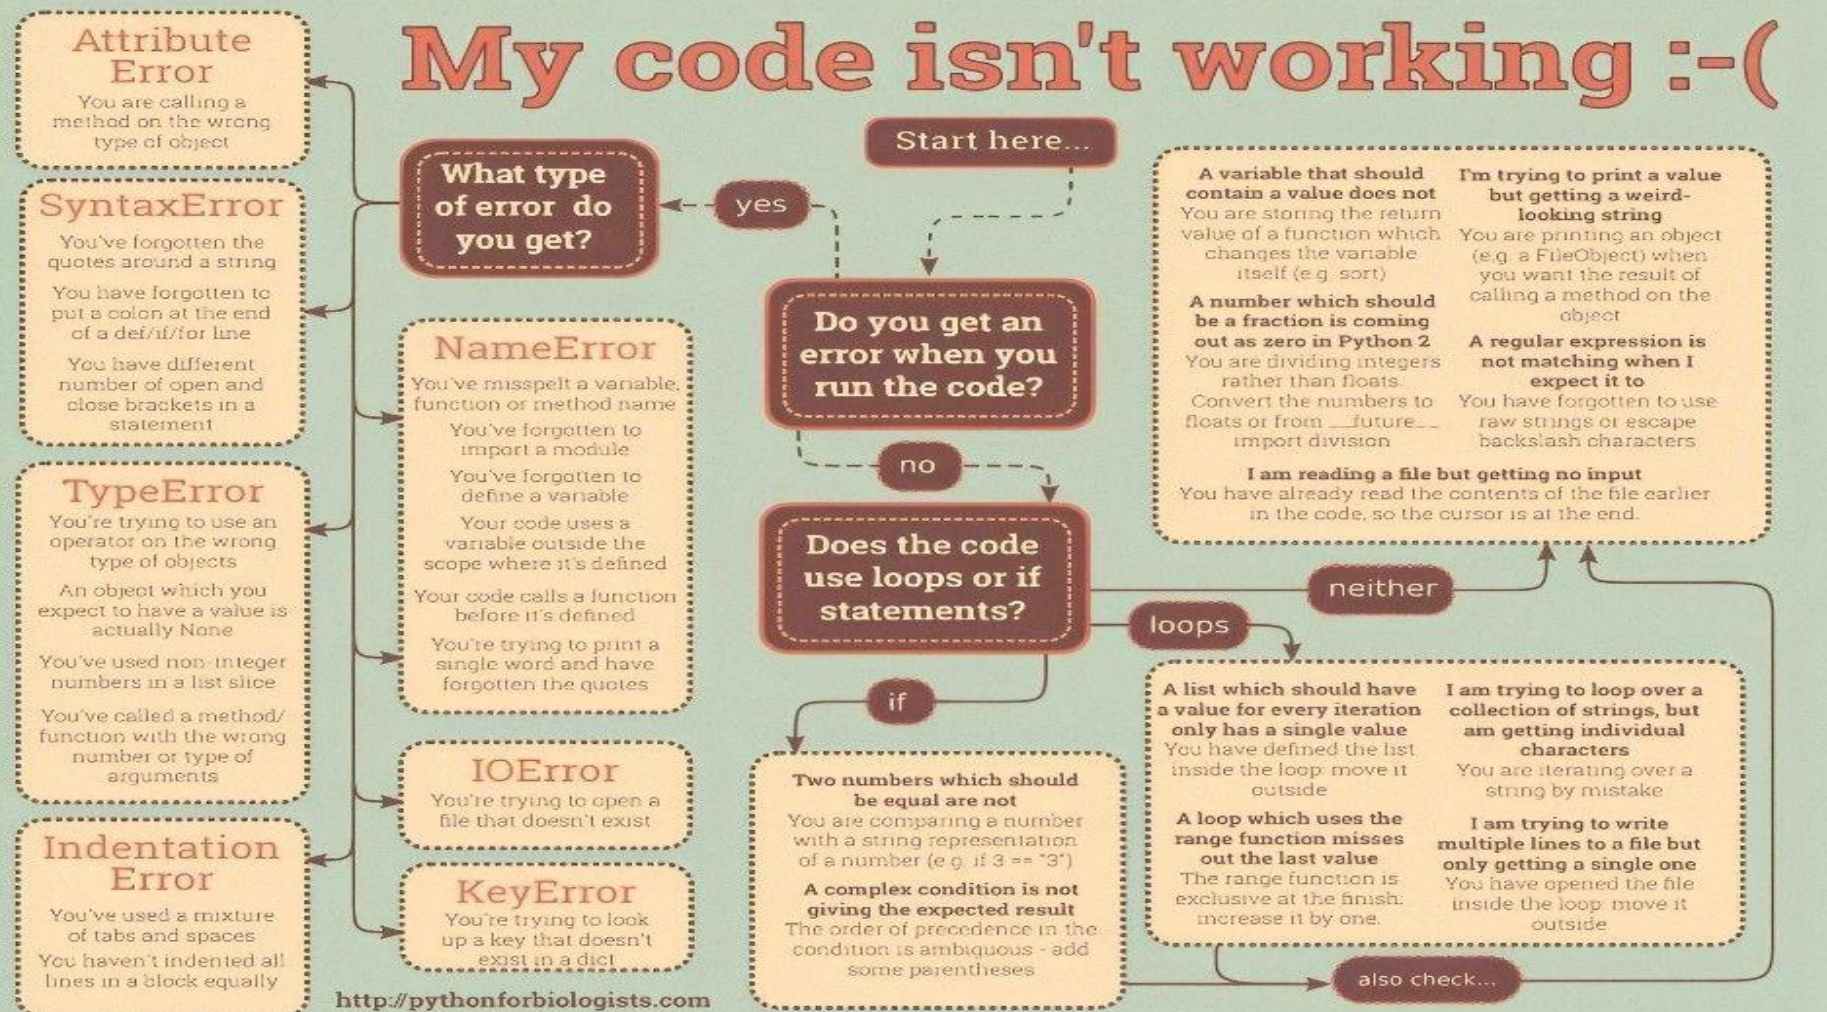 My code isn't working :-(
Start here...
Do you get an
error when you
run the code?
yes
What type
of error do
you get?
Attribute
Error
You are calling a
method on the wrong
type of object
SyntaxError
You've forgotten the
quotes around a string
You have forgotten to
put a colon at the end
of a def/if/for line
You have different
number of open and
close brackets in a
statement
TypeError
You're trying to use an
operator on the wrong
type of objects
An object which you
expect to have a value is
actually None
You've used non-integer
numbers in a list slice
You've called a method/
function with the wrong
number or type of
arguments
Indentation
Error
You've used a mixture
of tabs and spaces
You haven't indented all
lines in a block equally
NameError
You've misspelt a variable,
function or method name
You've forgotten to
import a module
You've forgotten to
define a variable
Your code uses a
variable outside the
scope where it's defined
Your code calls a function
before it's defined
You're trying to print a
single word and have
forgotten the quotes
IOError
You're trying to open a
file that doesn't exist
KeyError
You're trying to look
up a key that doesn't
exist in a dict
no
Does the code
use loops or if
statements?
neither
loops
if
A variable that should
contain a value does not
You are storing the return
value of a function which
changes the variable
itself (e.g. sort)
A number which should
be a fraction is coming
out as zero in Python 2
You are dividing integers
rather than floats.
Convert the numbers to
floats or from __future__
import division
I'm trying to print a value
but getting a weird-
looking string
You are printing an object
(e.g. a FileObject) when
you want the result of
calling a method on the
object
A regular expression is
not matching when I
expect it to
You have forgotten to use
raw strings or escape
backslash characters
I am reading a file but getting no input
You have already read the contents of the file earlier
in the code, so the cursor is at the end.
A list which should have
a value for every iteration
only has a single value
You have defined the list
inside the loop: move it
outside
A loop which uses the
range function misses
out the last value
The range function is
exclusive at the finish:
increase it by one.
I am trying to loop over a
collection of strings, but
am getting individual
characters
You are iterating over a
string by mistake
I am trying to write
multiple lines to a file but
only getting a single one
You have opened the file
inside the loop: move it
outside
Two numbers which should
be equal are not
You are comparing a number
with a string representation
of a number (e.g. if 3 == "3")
A complex condition is not
giving the expected result
The order of precedence in the
condition is ambiguous - add
some parentheses
also check...
http://pythonforbiologists.com